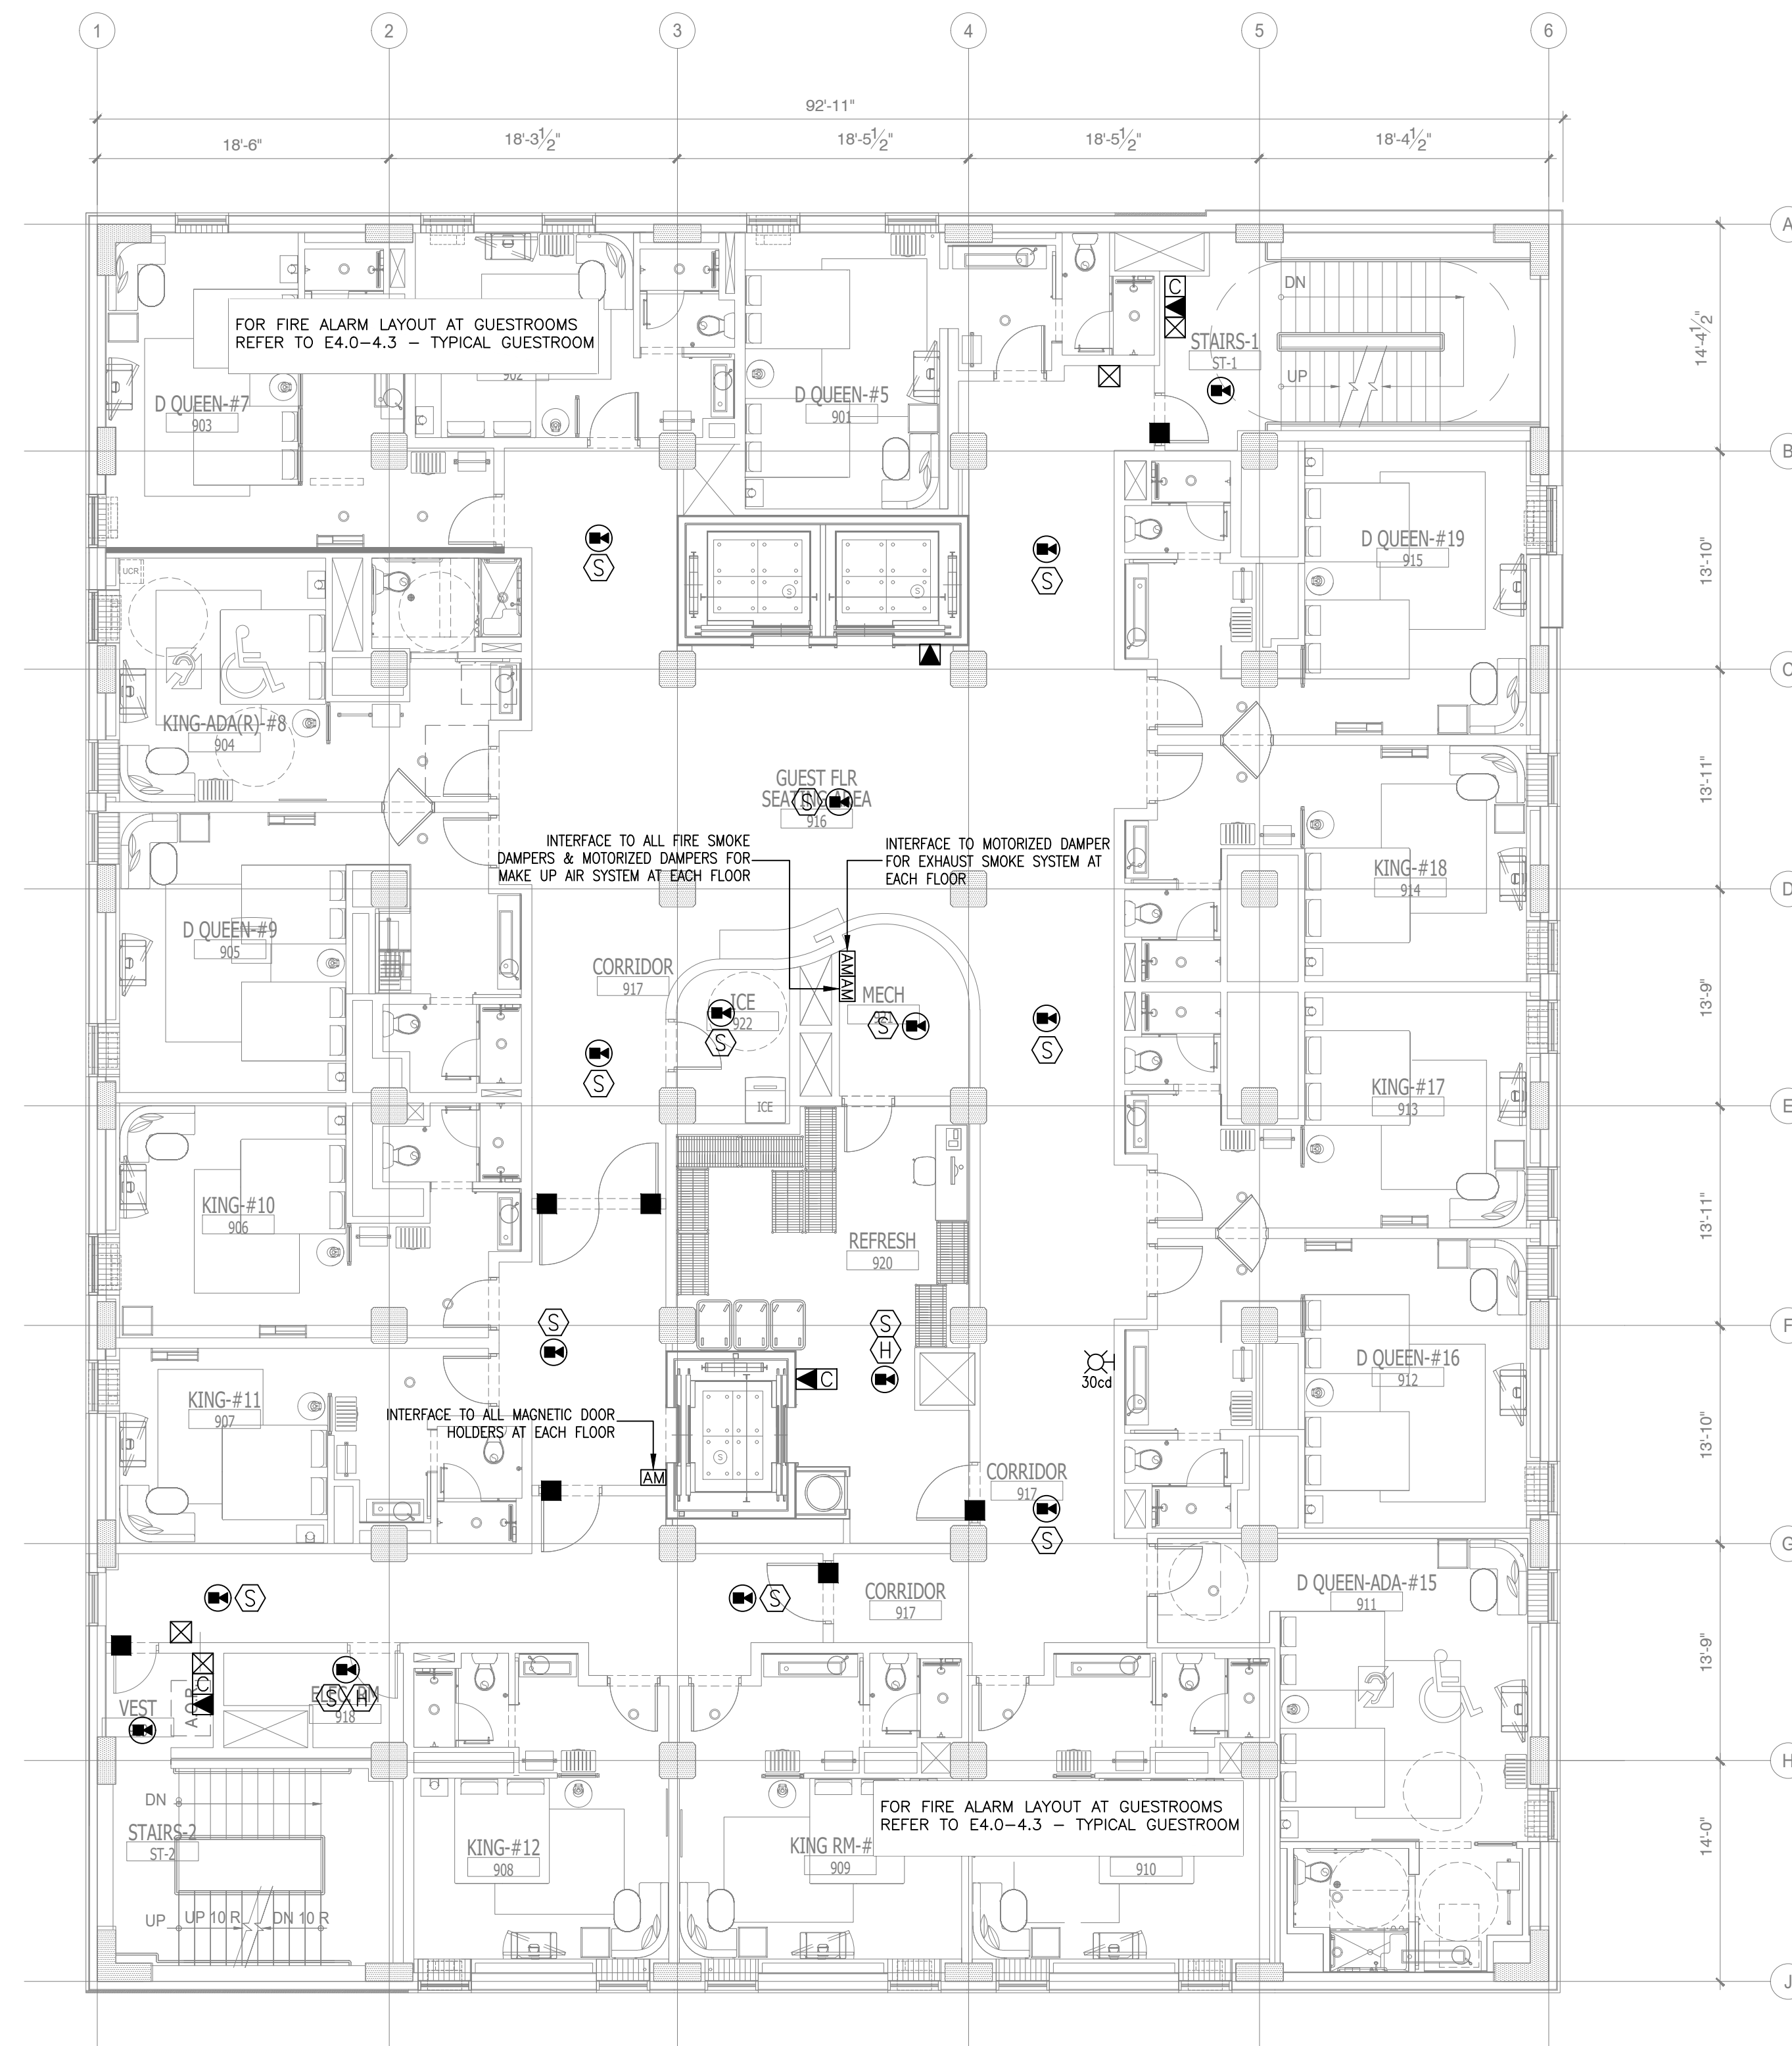 1
2
3
4
5
6
92'-11"
18'-6"
18'-3½"
18'-5½"
18'-5½"
18'-4½"
A
B
C
D
E
F
G
H
J
14'-4½"
13'-10"
13'-11"
13'-9"
13'-11"
13'-10"
13'-9"
14'-0"
FOR FIRE ALARM LAYOUT AT GUESTROOMS
REFER TO E4.0-4.3 - TYPICAL GUESTROOM
902
D QUEEN-#7
903
D QUEEN-#5
901
C
STAIRS-1
ST-1
DN
UP
S
S
S
S
D QUEEN-#19
915
UCR
KING-ADA(R)-#8
904
GUEST FLR
SEATING AREA
916
S
INTERFACE TO ALL FIRE SMOKE
DAMPERS & MOTORIZED DAMPERS FOR
MAKE UP AIR SYSTEM AT EACH FLOOR
INTERFACE TO MOTORIZED DAMPER
FOR EXHAUST SMOKE SYSTEM AT
EACH FLOOR
KING-#18
914
D QUEEN-#9
905
CORRIDOR
917
AM
AM
ICE
922
S
MECH
S
S
S
ICE
KING-#17
913
KING-#10
906
REFRESH
920
S
S
H
C
30cd
D QUEEN-#16
912
KING-#11
907
INTERFACE TO ALL MAGNETIC DOOR
HOLDERS AT EACH FLOOR
AM
S
CORRIDOR
917
S
S
S
CORRIDOR
917
D QUEEN-ADA-#15
911
VEST
C
A.O.R.
S
H
ELEC RM
918
DN
STAIRS-2
ST-2
UP
UP 10 R
DN 10 R
KING-#12
908
KING RM-#
909
FOR FIRE ALARM LAYOUT AT GUESTROOMS
REFER TO E4.0-4.3 - TYPICAL GUESTROOM
910